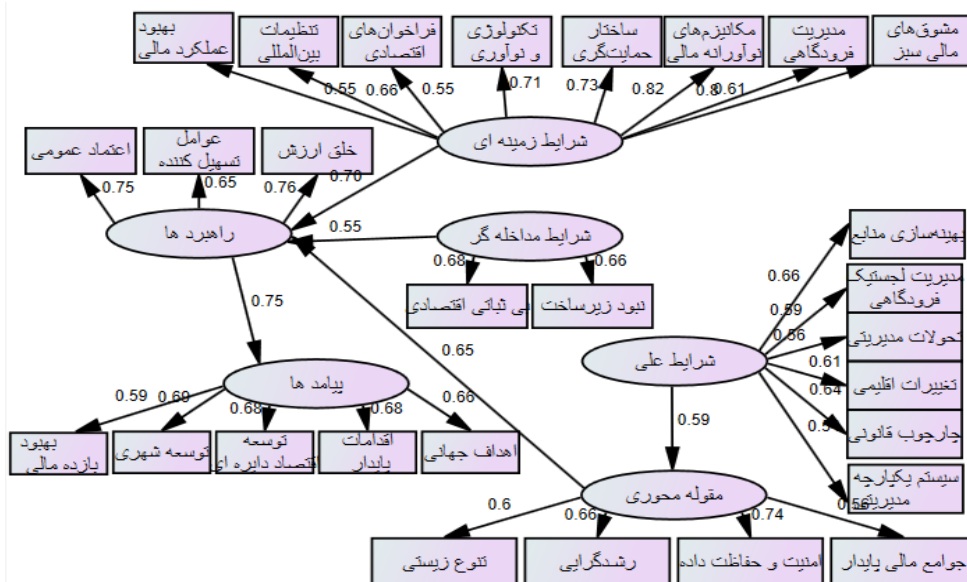 بهبود
عملکرد مالی
تنظیمات
بین‌المللی
فراخوان‌های
اقتصادی
تکنولوژی
و نوآوری
ساختار
حمایت‌گری
مکانیزم‌های
نوآورانه مالی
مدیریت
فرودگاهی
مشوق‌های
مالی سبز
0.55
0.66
0.55
0.71
0.73
0.82
0.8
0.61
شرایط زمینه ای
اعتماد عمومی
عوامل
تسهیل کننده
خلق ارزش
0.75
0.65
0.76
0.70
راهبرد ها
0.55
شرایط مداخله گر
0.68
0.66
بی ثباتی اقتصادی
نبود زیرساخت
بهینه‌سازی منابع
مدیریت لجستیک
فرودگاهی
تحولات مدیریتی
تغییرات اقلیمی
چارچوب قانونی
سیستم یکپارچه
مدیریتی
0.66
0.59
0.56
0.61
0.64
شرایط علی
0.75
0.65
0.59
پیامد ها
0.59
0.69
0.68
0.68
0.66
بهبود
بازده مالی
توسعه شهری
توسعه
اقتصاد دایره ای
اقدامات
پایدار
اهداف جهانی
مقوله محوری
0.6
0.66
0.74
0.56
تنوع زیستی
رشدگرایی
امنیت و حفاظت داده
جوامع مالی پایدار